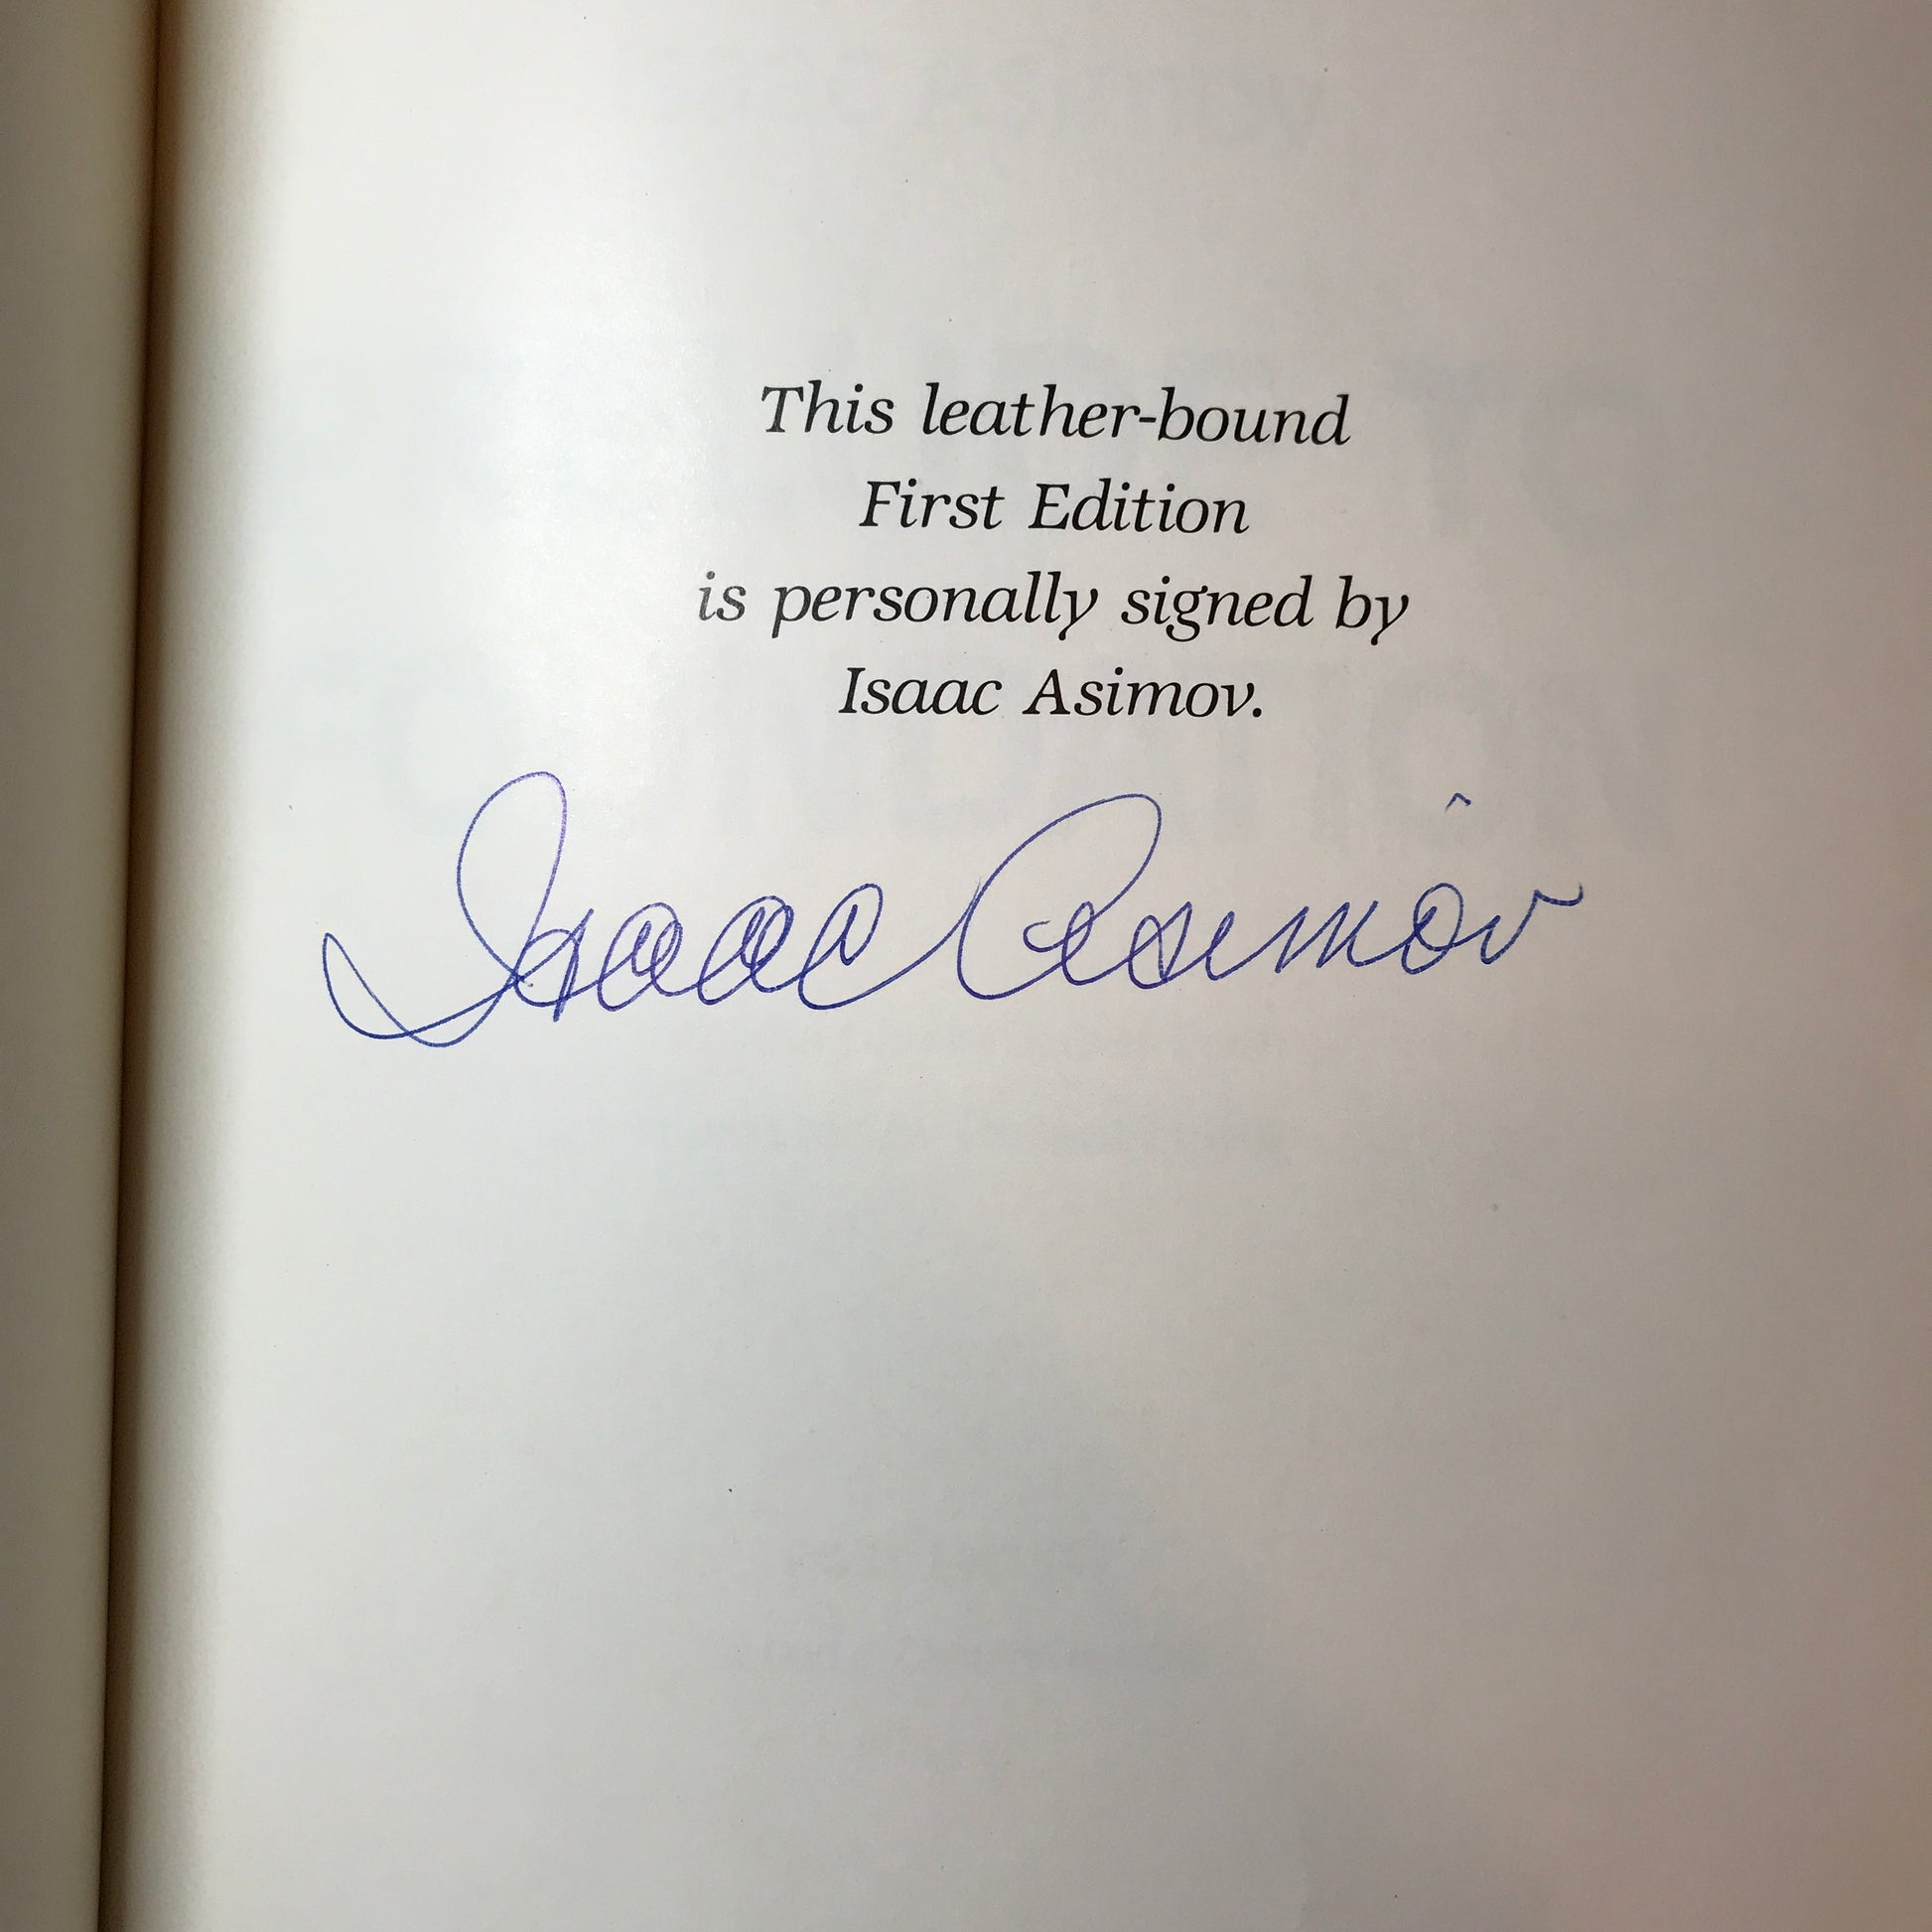 This leather-bound
First Edition
is personally signed by
Isaac Asimov.
Isaac Asimov